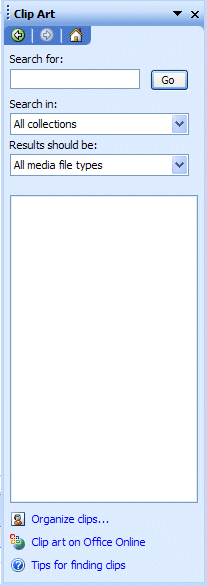 Clip Art
Search for:
Go
Search in:
All collections
Results should be:
All media file types
Organize clips...
Clip art on Office Online
Tips for finding clips